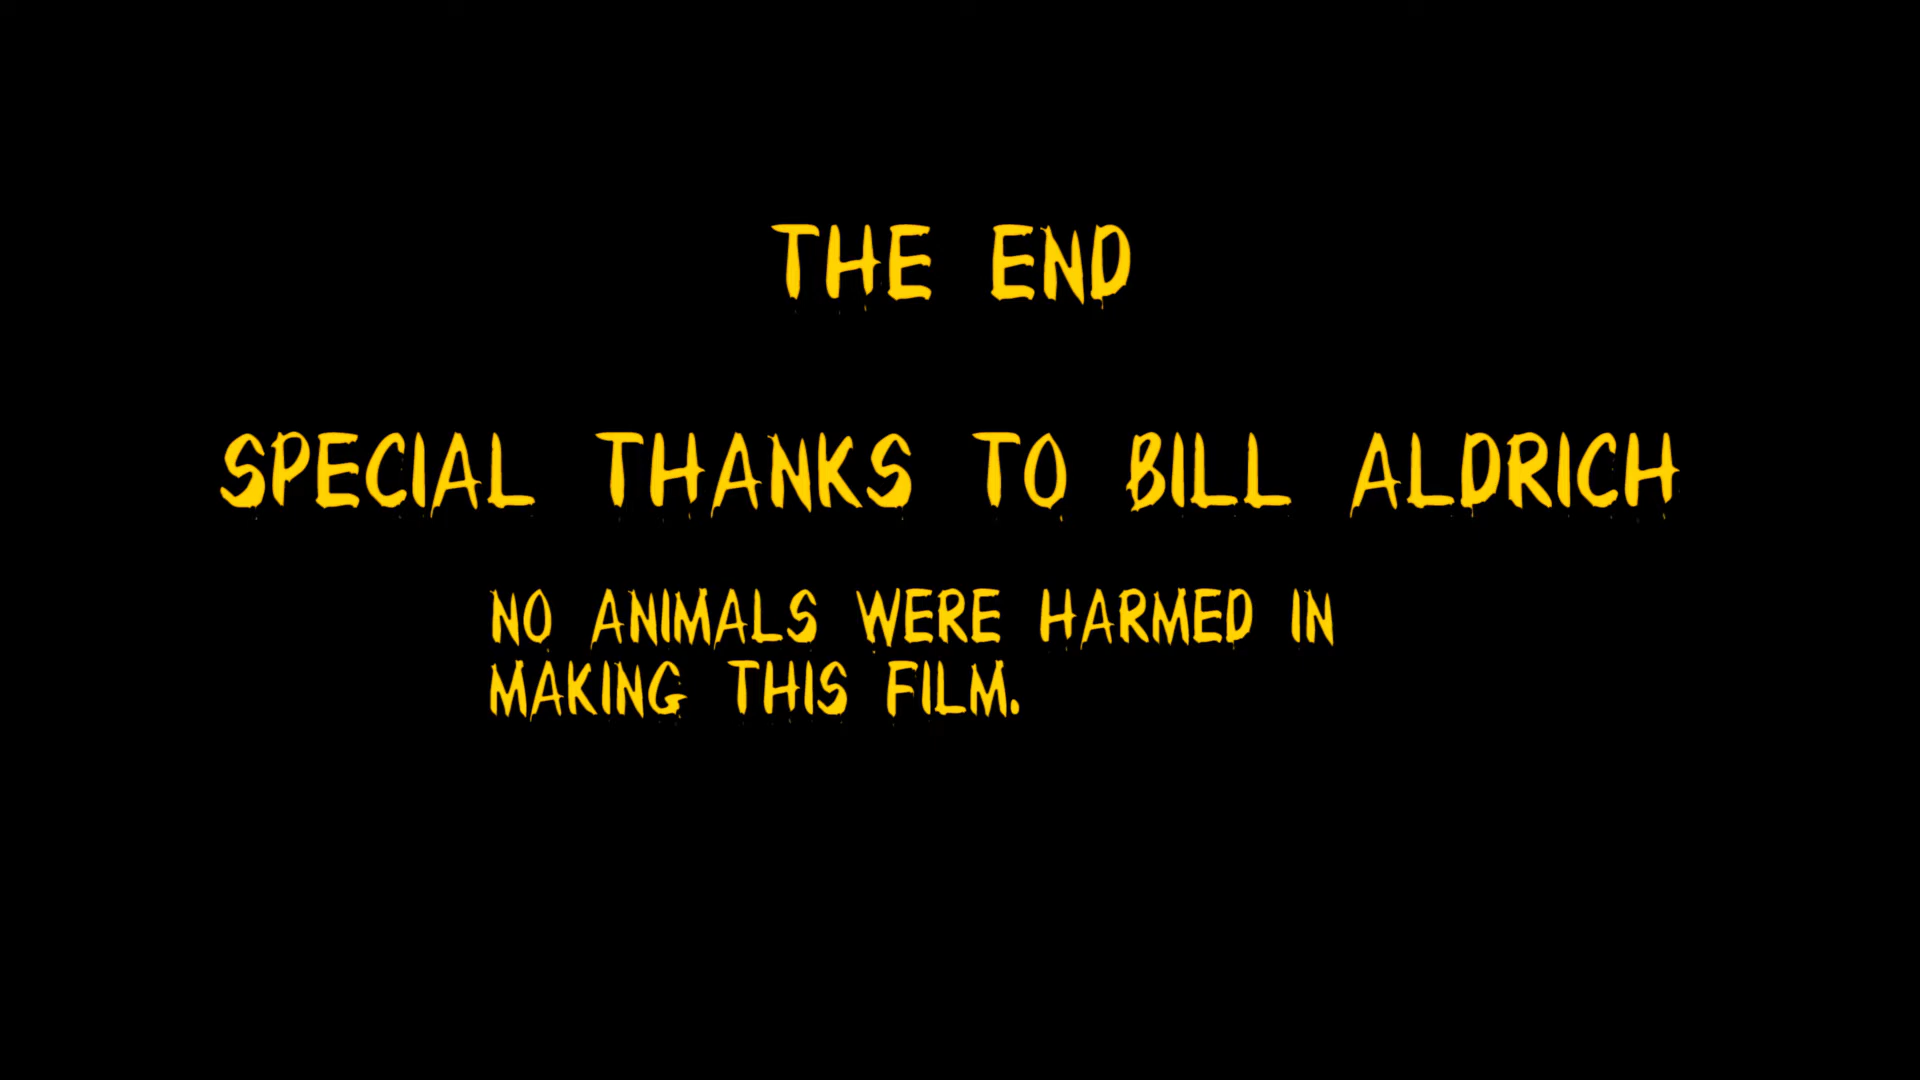 THE END
SPECIAL THANKS TO BILL ALDRICH
NO ANIMALS WERE HARMED IN
MAKING THIS FILM.